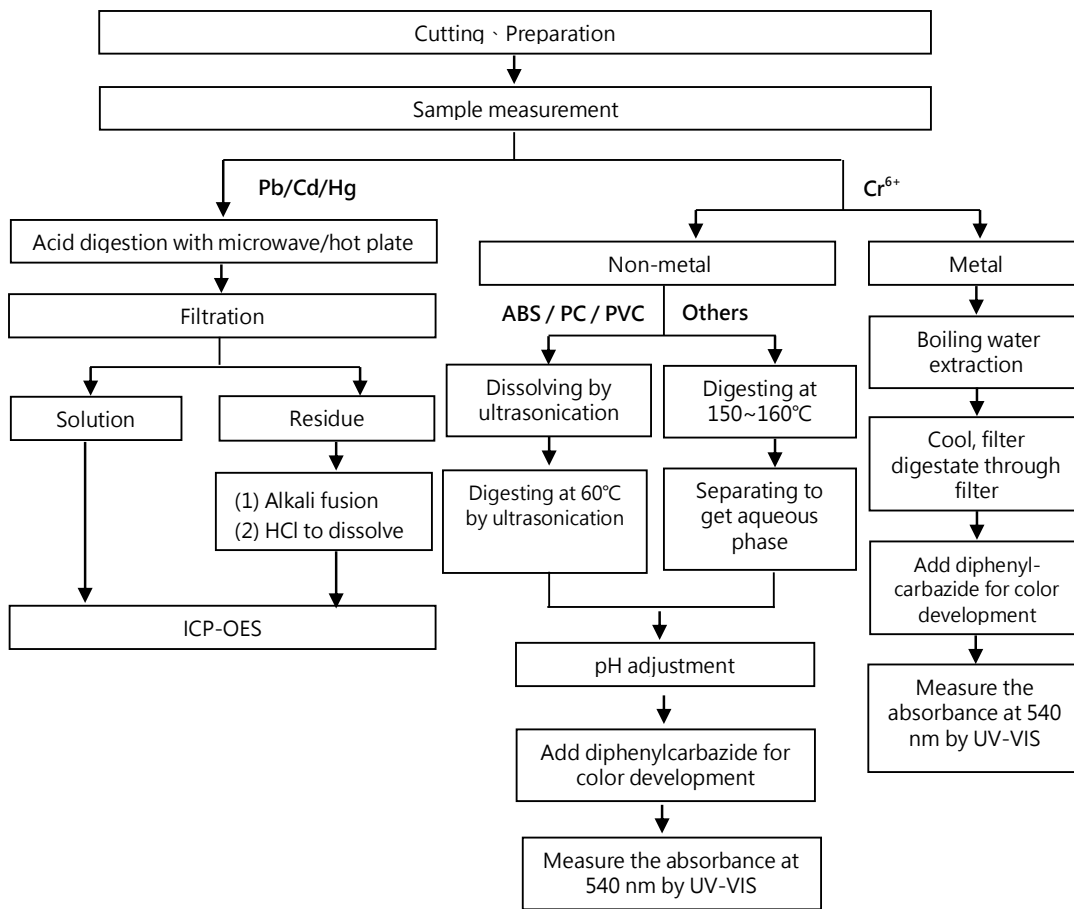 Cutting、Preparation
Sample measurement
Pb/Cd/Hg
Cr⁶⁺
Acid digestion with microwave/hot plate
Filtration
Solution
Residue
(1) Alkali fusion
(2) HCl to dissolve
ICP-OES
Non-metal
ABS / PC / PVC
Others
Dissolving by
ultrasonication
Digesting at 60℃
by ultrasonication
Digesting at
150~160℃
Separating to
get aqueous
phase
pH adjustment
Add diphenylcarbazide for
color development
Measure the absorbance at
540 nm by UV-VIS
Metal
Boiling water
extraction
Cool, filter
digestate through
filter
Add diphenyl-
carbazide for color
development
Measure the
absorbance at 540
nm by UV-VIS